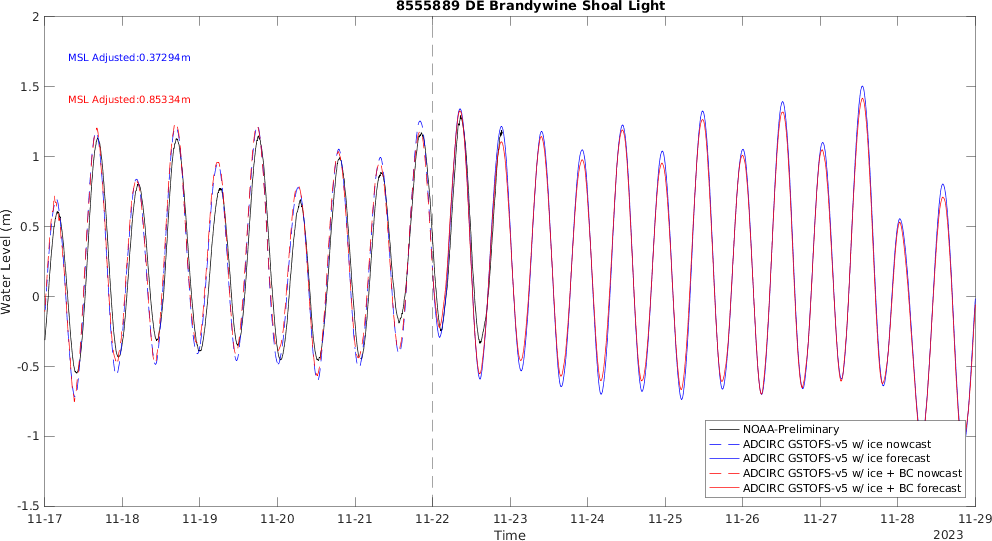 8555889 DE Brandywine Shoal Light
MSL Adjusted:0.37294m
MSL Adjusted:0.85334m
Water Level (m)
2
1.5
1
0.5
0
-0.5
-1
-1.5
NOAA-Preliminary
ADCIRC GSTOFS-v5 w/ ice nowcast
ADCIRC GSTOFS-v5 w/ ice forecast
ADCIRC GSTOFS-v5 w/ ice + BC nowcast
ADCIRC GSTOFS-v5 w/ ice + BC forecast
11-17 11-18 11-19 11-20 11-21 11-22 11-23 11-24 11-25 11-26 11-27 11-28 11-29
Time
2023